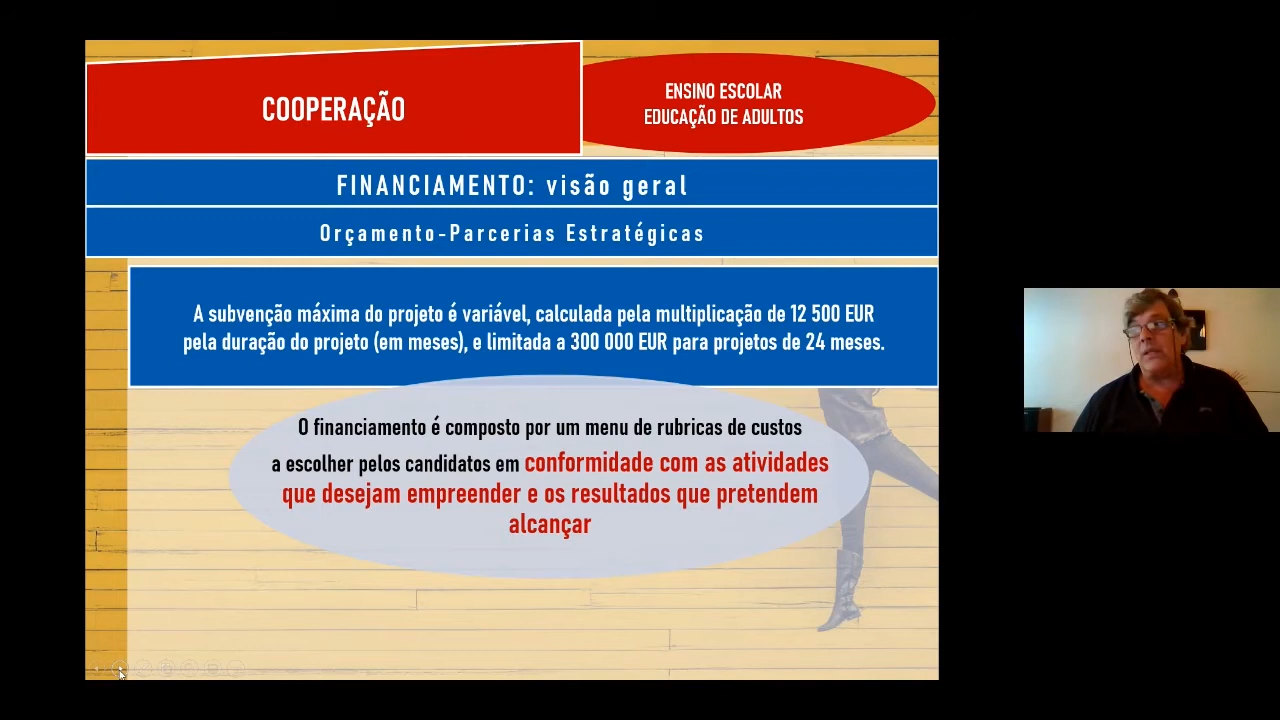 COOPERAÇÃO
ENSINO ESCOLAR
EDUCAÇÃO DE ADULTOS
FINANCIAMENTO: visão geral
Orçamento-Parcerias Estratégicas
A subvenção máxima do projeto é variável, calculada pela multiplicação de 12 500 EUR
pela duração do projeto (em meses), e limitada a 300 000 EUR para projetos de 24 meses.
O financiamento é composto por um menu de rubricas de custos
a escolher pelos candidatos em conformidade com as atividades
que desejam empreender e os resultados que pretendem
alcançar